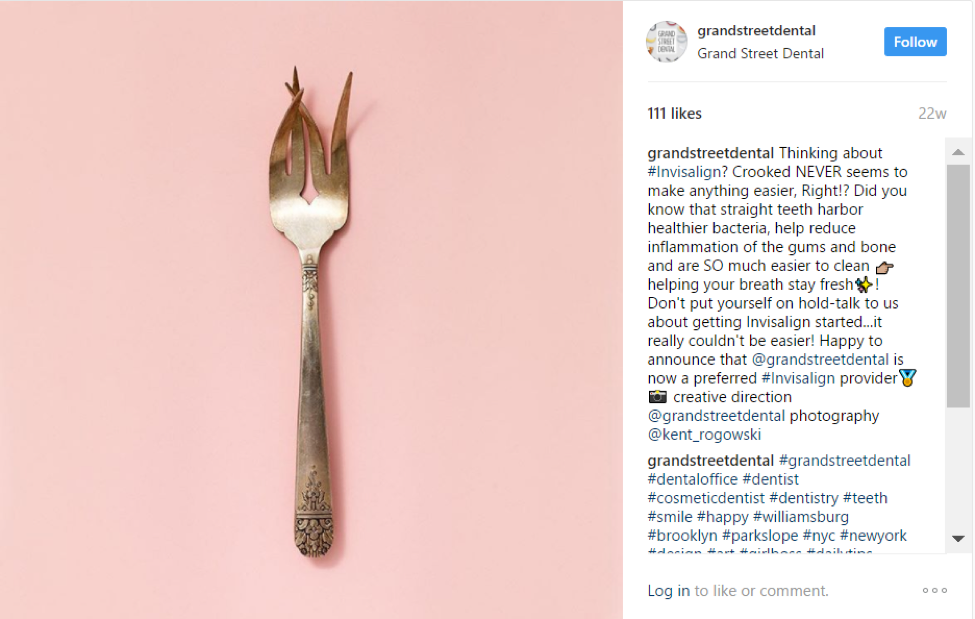 grandstreetdental
Grand Street Dental
Follow
GRAND
STREET
DENTAL
111 likes
22w
grandstreetdental Thinking about
#Invisalign? Crooked NEVER seems to
make anything easier, Right!? Did you
know that straight teeth harbor
healthier bacteria, help reduce
inflammation of the gums and bone
and are SO much easier to clean 👉🏼
helping your breath stay fresh✨!
Don't put yourself on hold-talk to us
about getting Invisalign started...it
really couldn't be easier! Happy to
announce that @grandstreetdental is
now a preferred #Invisalign provider🏅
📷 creative direction
@grandstreetdental photography
@kent_rogowski
grandstreetdental #grandstreetdental
#dentaloffice #dentist
#cosmeticdentist #dentistry #teeth
#smile #happy #williamsburg
#brooklyn #parkslope #nyc #newyork
#design #art #girlboss #dailytips
Log in to like or comment.